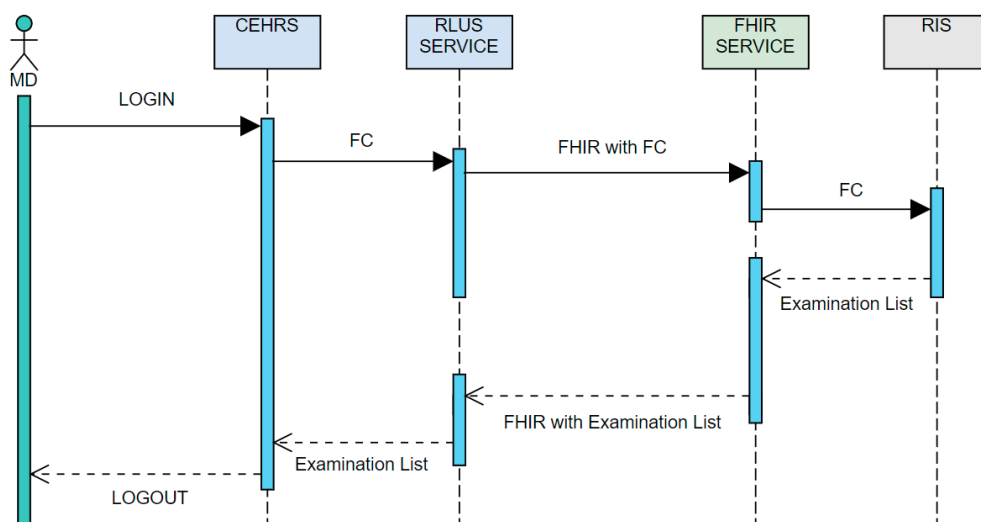 CEHRS
RLUS
SERVICE
FHIR
SERVICE
RIS
MD
LOGIN
FC
FHIR with FC
FC
Examination List
FHIR with Examination List
Examination List
LOGOUT